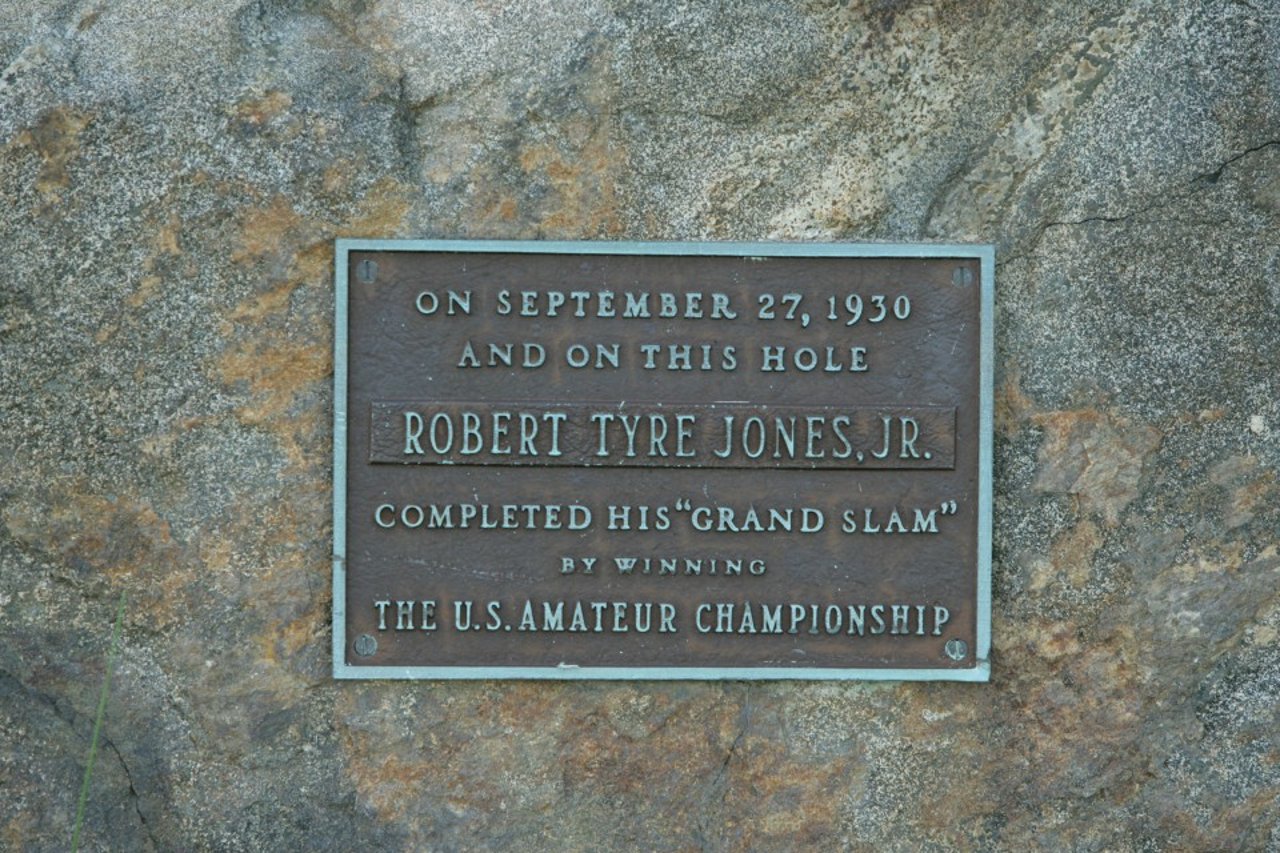 ON SEPTEMBER 27, 1930
AND ON THIS HOLE
ROBERT TYRE JONES, JR.
COMPLETED HIS "GRAND SLAM"
BY WINNING
THE U.S. AMATEUR CHAMPIONSHIP